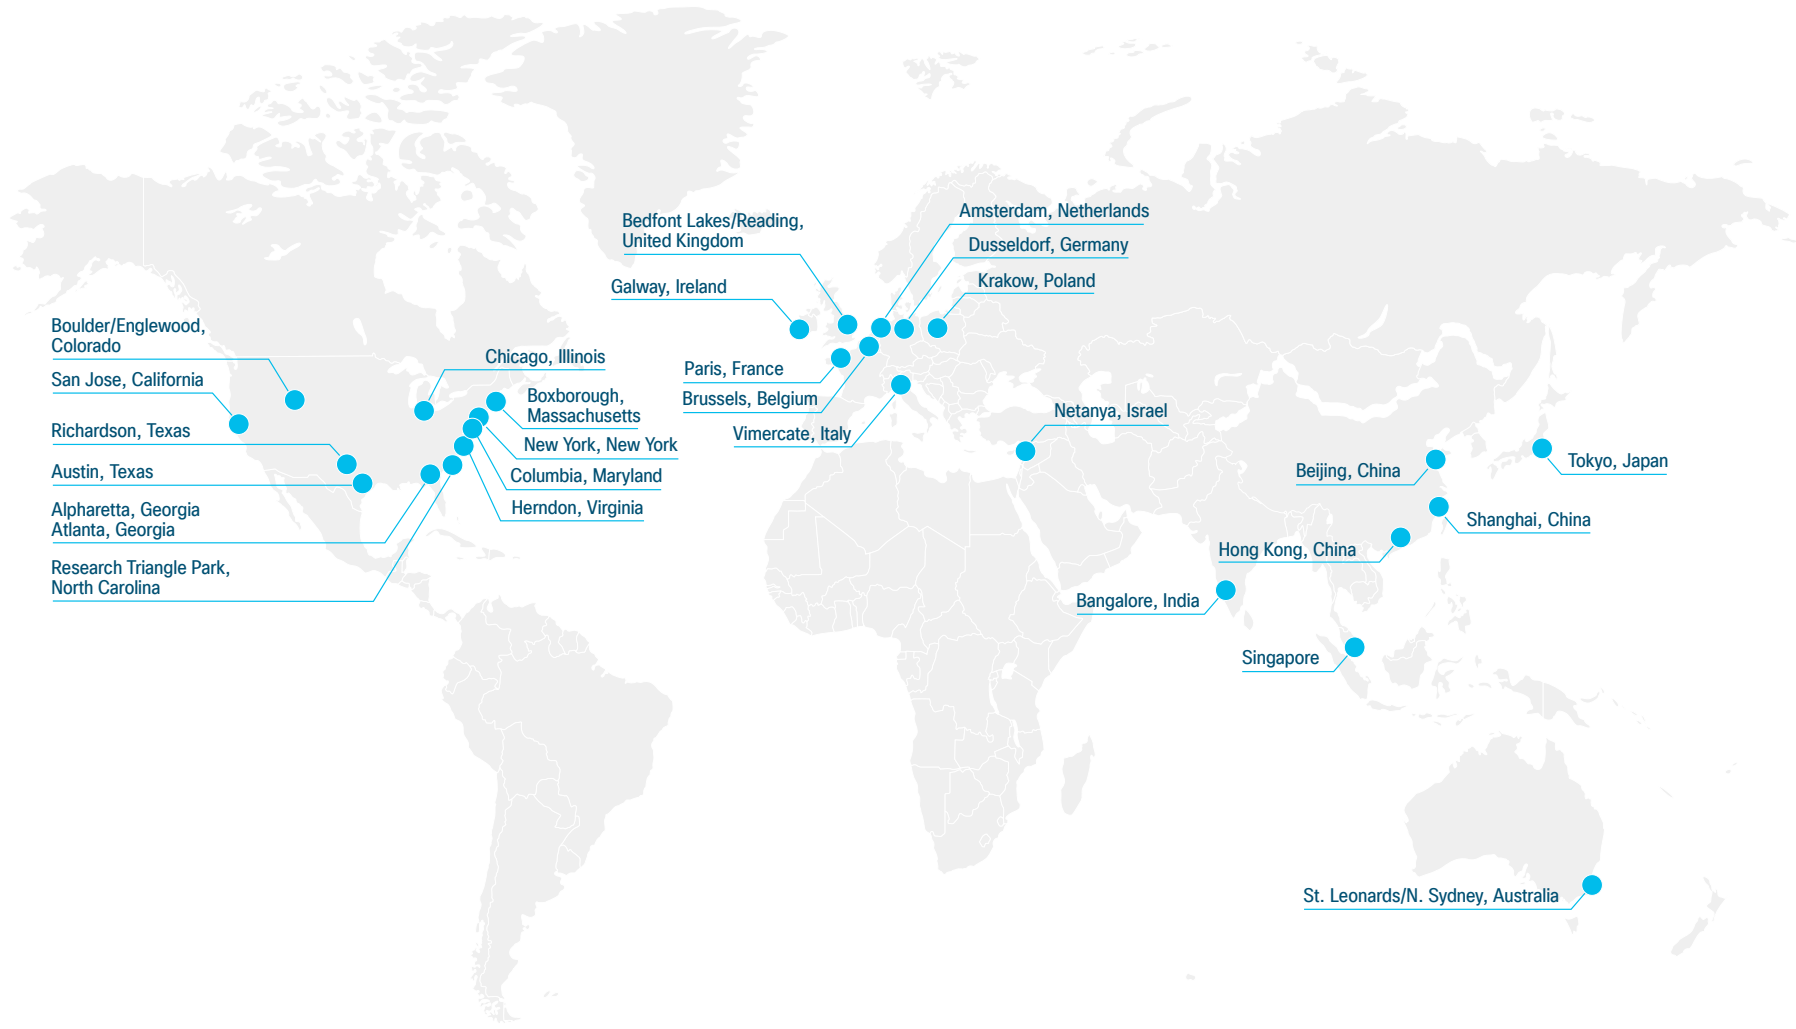 Boulder/Englewood,
Colorado
San Jose, California
Richardson, Texas
Austin, Texas
Alpharetta, Georgia
Atlanta, Georgia
Research Triangle Park,
North Carolina
Chicago, Illinois
Boxborough,
Massachusetts
New York, New York
Columbia, Maryland
Herndon, Virginia
Bedfont Lakes/Reading,
United Kingdom
Galway, Ireland
Paris, France
Brussels, Belgium
Vimercate, Italy
Amsterdam, Netherlands
Dusseldorf, Germany
Krakow, Poland
Netanya, Israel
Beijing, China
Tokyo, Japan
Shanghai, China
Hong Kong, China
Bangalore, India
Singapore
St. Leonards/N. Sydney, Australia